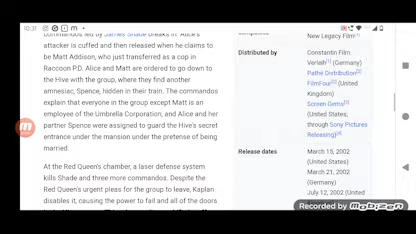 10:37
commandos led by James Shade breaks in. Alice's
attacker is cuffed and then released when he claims to
be Matt Addison, who just transferred as a cop in
Raccoon P.D. Alice and Matt are ordered to go down to
the Hive with the group, where they find another
amnesiac, Spence, hidden in their train. The commandos
explain that everyone in the group except Matt is an
employee of the Umbrella Corporation, and Alice and her
partner Spence were assigned to guard the Hive's secret
entrance under the mansion under the pretense of being
married.
At the Red Queen's chamber, a laser defense system
kills Shade and three more commandos. Despite the
Red Queen's urgent pleas for the group to leave, Kaplan
disables it, causing the power to fail and all of the doors
New Legacy Film
Distributed by
Constantin Film
Verleih[1] (Germany)
Pathé Distribution[2]
FilmFour[2] (United
Kingdom)
Screen Gems[3]
(United States;
through Sony Pictures
Releasing)[4]
Release dates
March 15, 2002
(United States)
March 21, 2002
(Germany)
July 12, 2002 (United
Recorded by
MOBIZEN